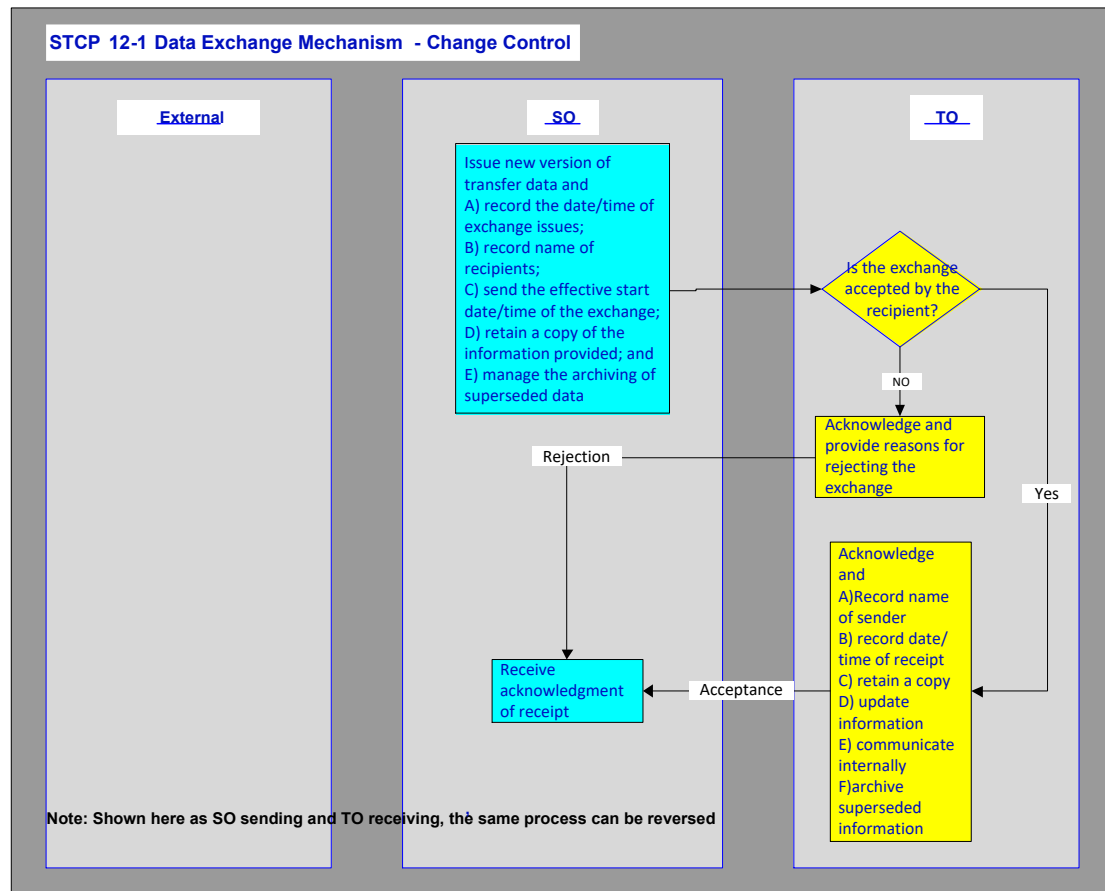 STCP 12-1 Data Exchange Mechanism - Change Control
External
SO
TO
Issue new version of
transfer data and
A) record the date/time of
exchange issues;
B) record name of
recipients;
C) send the effective start
date/time of the exchange;
D) retain a copy of the
information provided; and
E) manage the archiving of
superseded data
Is the exchange
accepted by the
recipient?
NO
Acknowledge and
provide reasons for
rejecting the
exchange
Rejection
Yes
Acknowledge
and
A)Record name
of sender
B) record date/
time of receipt
C) retain a copy
D) update
information
E) communicate
internally
F)archive
superseded
information
Receive
acknowledgment
of receipt
Acceptance
Note: Shown here as SO sending and TO receiving, the same process can be reversed